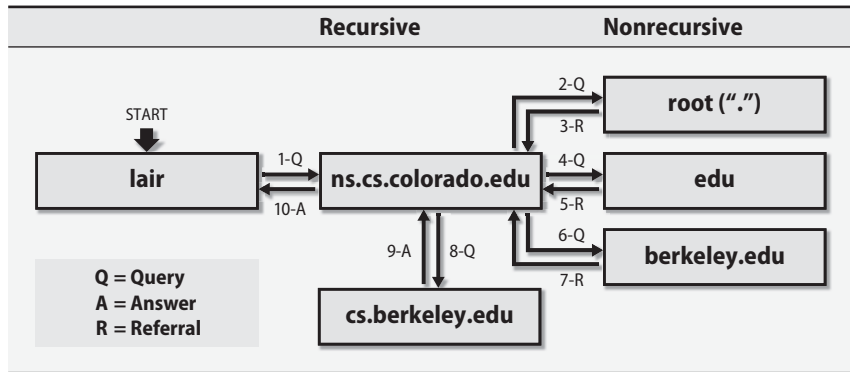 Recursive Nonrecursive
START
lair
1-Q
10-A
ns.cs.colorado.edu
2-Q
3-R
root (“.”)
4-Q
5-R
edu
6-Q
7-R
berkeley.edu
9-A 8-Q
cs.berkeley.edu
Q = Query
A = Answer
R = Referral